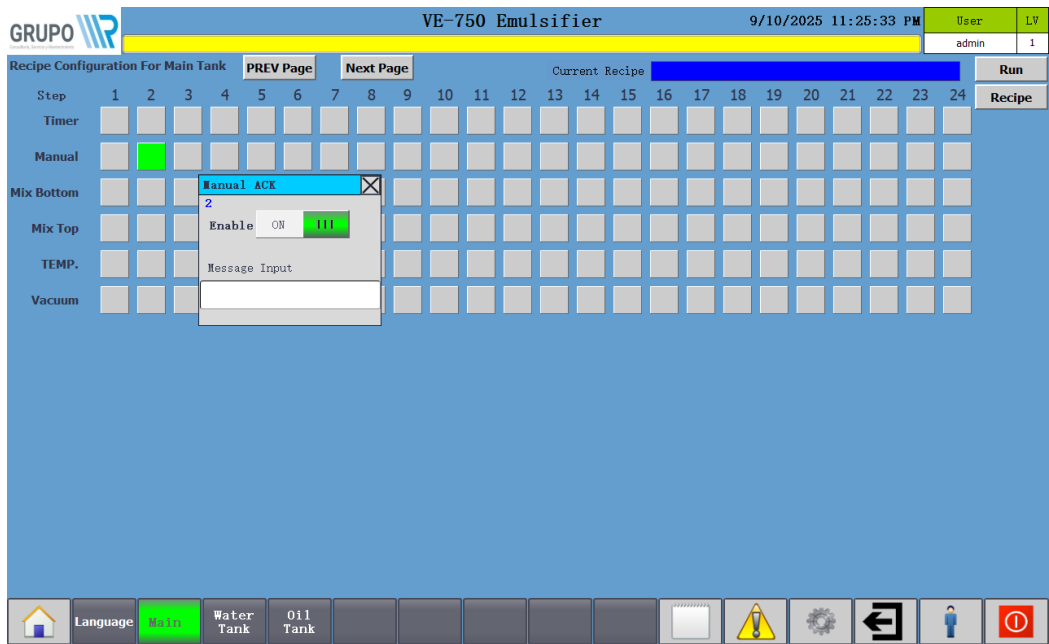 GRUPO
VE-750 Emulsifier
9/10/2025 11:25:33 PM
User
LV
admin
1
Recipe Configuration For Main Tank
PREV Page
Next Page
Current Recipe
Run
Step
1 2 3 4 5 6 7 8 9 10 11 12 13 14 15 16 17 18 19 20 21 22 23 24
Recipe
Timer
Manual
Mix Bottom
Mix Top
TEMP.
Vacuum
Manual ACK
2
Enable
ON
III
Message Input
Language
Main
Water
Tank
Oil
Tank